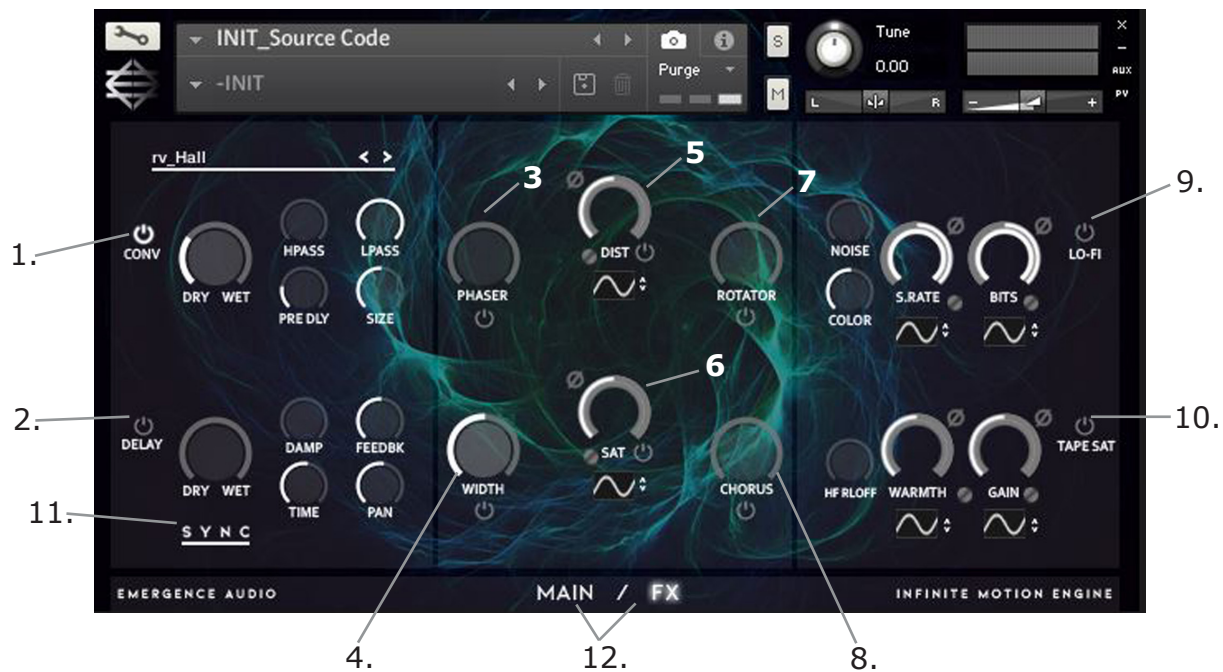 INIT_Source Code
S
Tune
0.00
x
–
AUX
PV
-INIT
Purge
M
L R
- +
rv_Hall < >
1.
CONV
DRY WET
HPASS LPASS
PRE DLY SIZE
2.
DELAY
DRY WET
DAMP FEEDBK
TIME PAN
11.
SYNC
3
PHASER
5
DIST
7
ROTATOR
6
SAT
WIDTH
CHORUS
NOISE
COLOR
S.RATE BITS
9.
LO-FI
10.
TAPE SAT
HF RLOFF WARMTH GAIN
EMERGENCE AUDIO MAIN / FX INFINITE MOTION ENGINE
4. 12. 8.